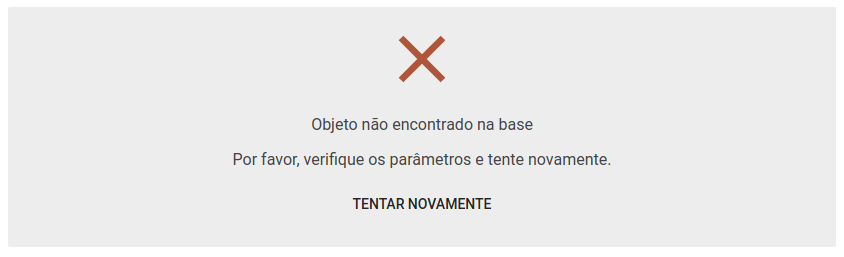 Objeto não encontrado na base
Por favor, verifique os parâmetros e tente novamente.
TENTAR NOVAMENTE